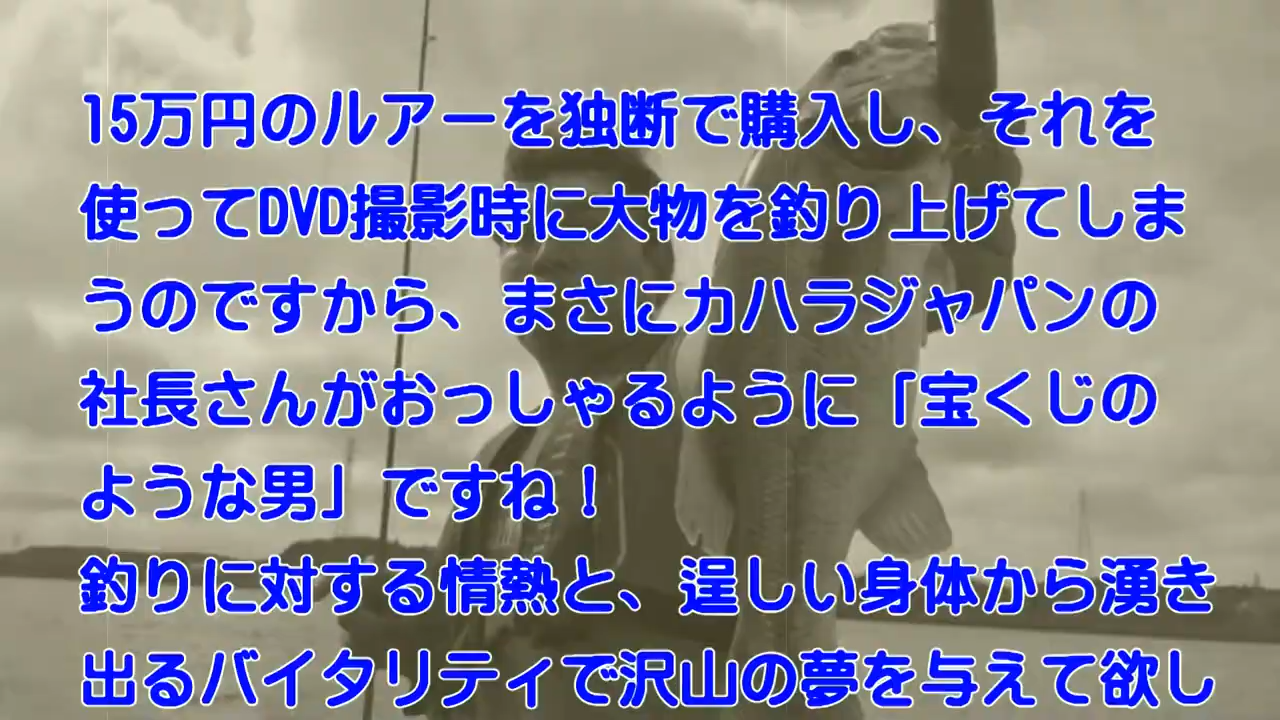 15万円のルアーを独断で購入し、それを
使ってDVD撮影時に大物を釣り上げてしま
うのですから、まさにカハラジャパンの
社長さんがおっしゃるように「宝くじの
ような男」ですね！
釣りに対する情熱と、逞しい身体から湧き
出るバイタリティで沢山の夢を与えて欲し